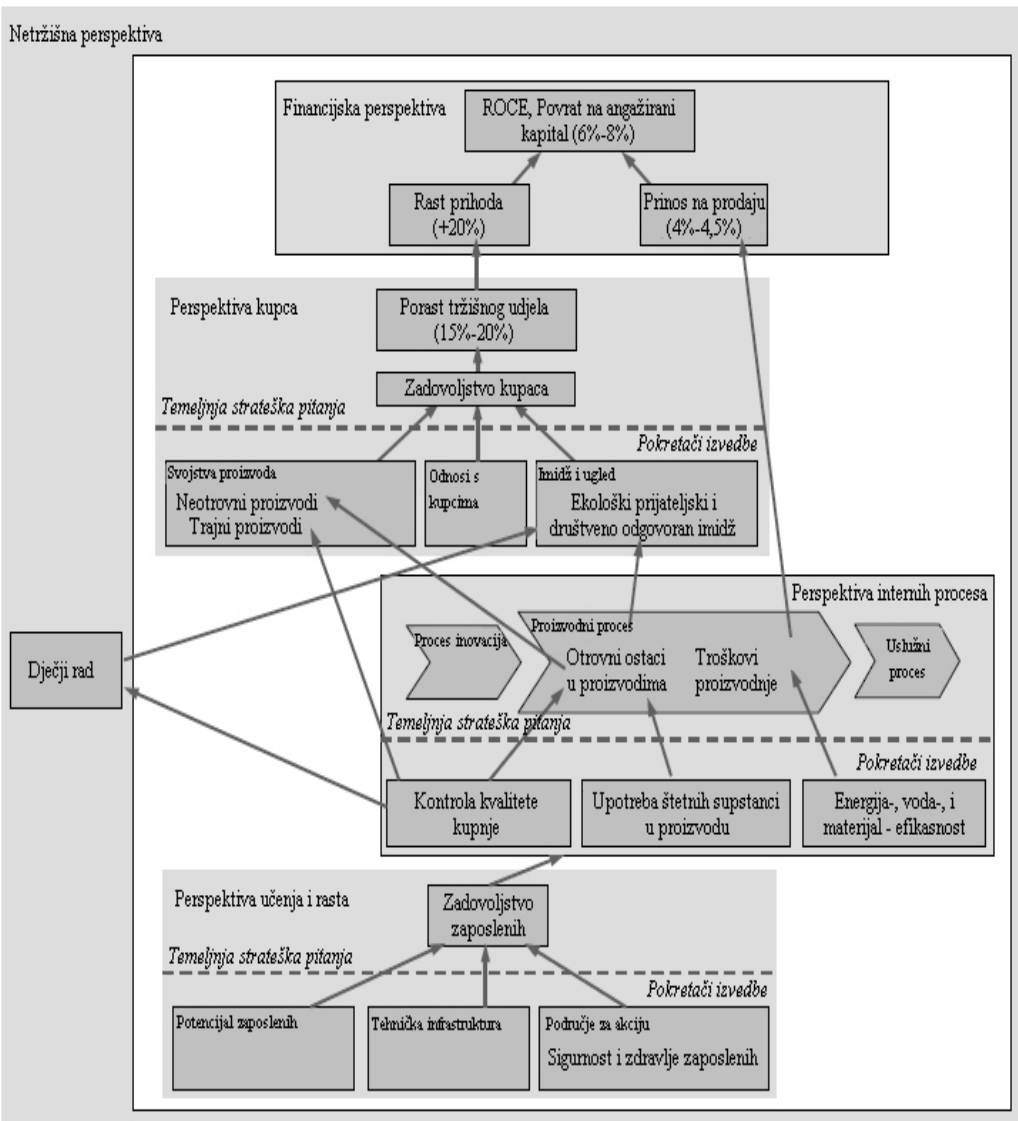 Netržišna perspektiva
Financijska perspektiva
ROCE, Povrat na angažirani
kapital (6%-8%)
Rast prihoda
(+20%)
Prinos na prodaju
(4%-4,5%)
Perspektiva kupca
Porast tržišnog udjela
(15%-20%)
Zadovoljstvo kupaca
Temeljnja strateška pitanja
Pokretači izvedbe
Svojstva proizvoda
Neotrovni proizvodi
Trajni proizvodi
Odnosi s
kupcima
Imidž i ugled
Ekološki prijateljski i
društveno odgovoran imidž
Perspektiva internih procesa
Dječji rad
Proces inovacija
Proizvodni proces
Otrovni ostaci
u proizvodima
Troškovi
proizvodnje
Uslužni
proces
Temeljnja strateška pitanja
Pokretači izvedbe
Kontrola kvalitete
kupnje
Upotreba štetnih supstanci
u proizvodu
Energija-, voda-, i
materijal - efikasnost
Perspektiva učenja i rasta
Zadovoljstvo
zaposlenih
Temeljnja strateška pitanja
Pokretači izvedbe
Potencijal zaposlenih
Tehnička infrastruktura
Područje za akciju
Sigurnost i zdravlje zaposlenih